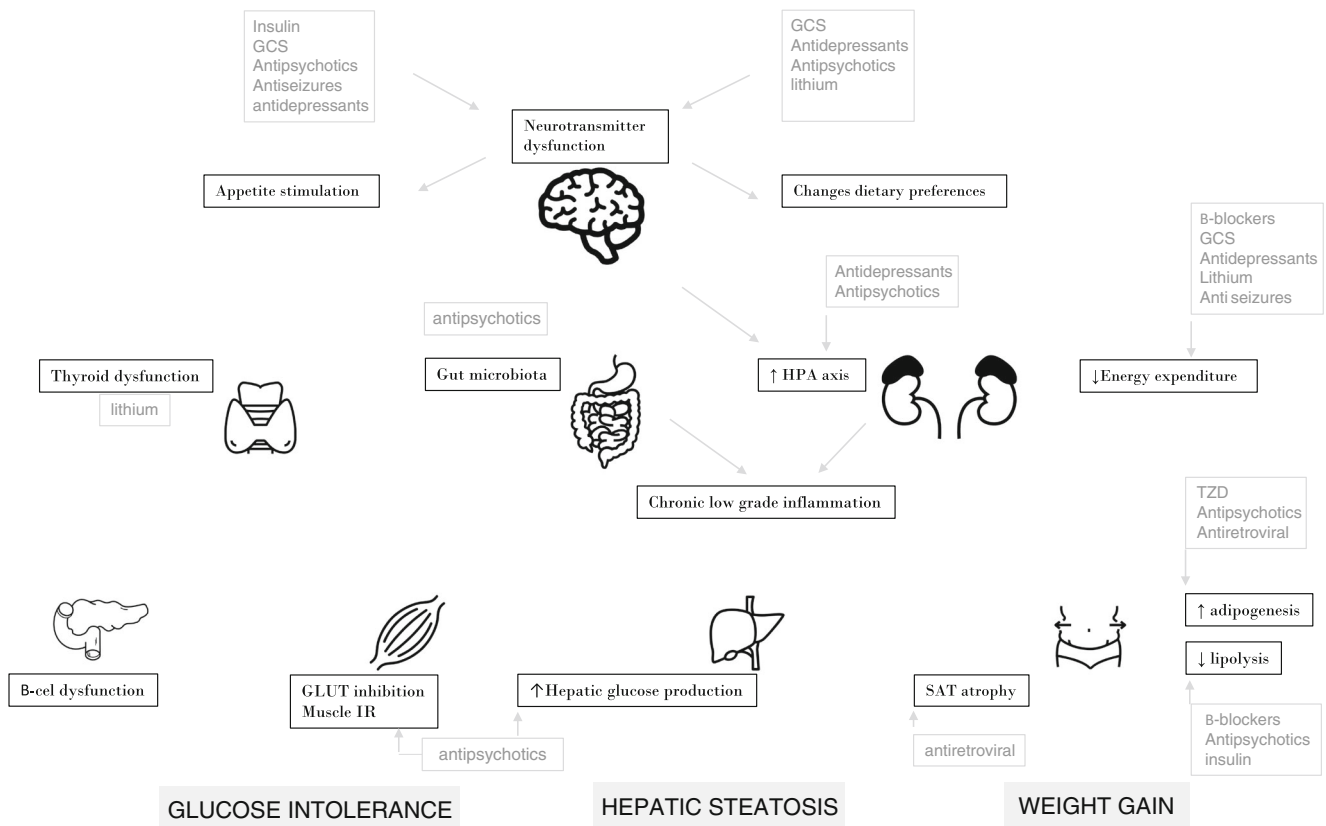 Insulin
GCS
Antipsychotics
Antiseizures
antidepressants
GCS
Antidepressants
Antipsychotics
lithium
Neurotransmitter
dysfunction
Appetite stimulation
Changes dietary preferences
B-blockers
GCS
Antidepressants
Lithium
Anti seizures
Antidepressants
Antipsychotics
antipsychotics
Thyroid dysfunction
lithium
Gut microbiota
↑ HPA axis
↓Energy expenditure
Chronic low grade inflammation
TZD
Antipsychotics
Antiretroviral
↑ adipogenesis
↓ lipolysis
B-cel dysfunction
GLUT inhibition
Muscle IR
↑Hepatic glucose production
SAT atrophy
antipsychotics
antiretroviral
B-blockers
Antipsychotics
insulin
GLUCOSE INTOLERANCE
HEPATIC STEATOSIS
WEIGHT GAIN